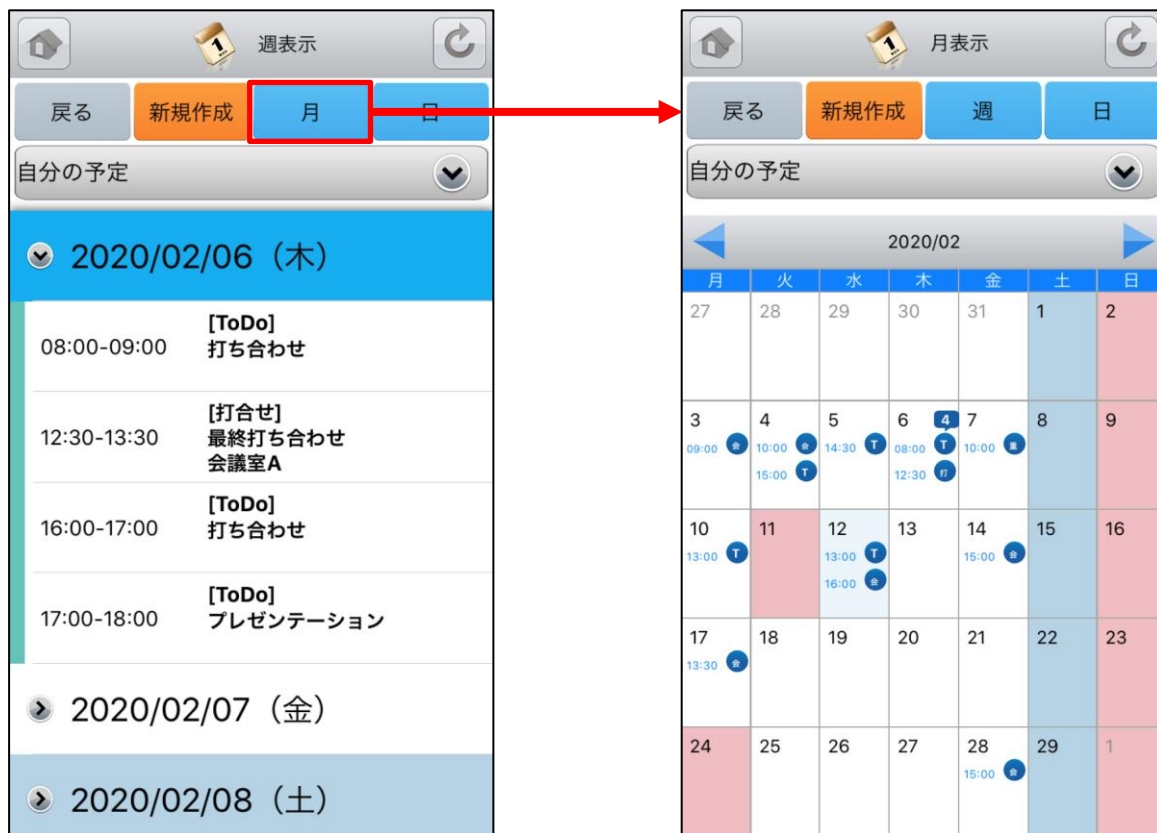 週表示
戻る 新規作成 月 日
自分の予定
2020/02/06（木）
08:00-09:00 [ToDo]
打ち合わせ
12:30-13:30 [打合せ]
最終打ち合わせ
会議室A
16:00-17:00 [ToDo]
打ち合わせ
17:00-18:00 [ToDo]
プレゼンテーション
2020/02/07（金）
2020/02/08（土）
月表示
戻る 新規作成 週 日
自分の予定
2020/02
月 火 水 木 金 土 日
27 28 29 30 31 1 2
3 4 5 6 4 7 8 9
09:00 会 10:00 会 14:30 T 08:00 T 10:00 重
15:00 T 12:30 打
10 11 12 13 14 15 16
13:00 T 13:00 T 15:00 会
16:00 会
17 18 19 20 21 22 23
13:30 会
24 25 26 27 28 29 1
15:00 会